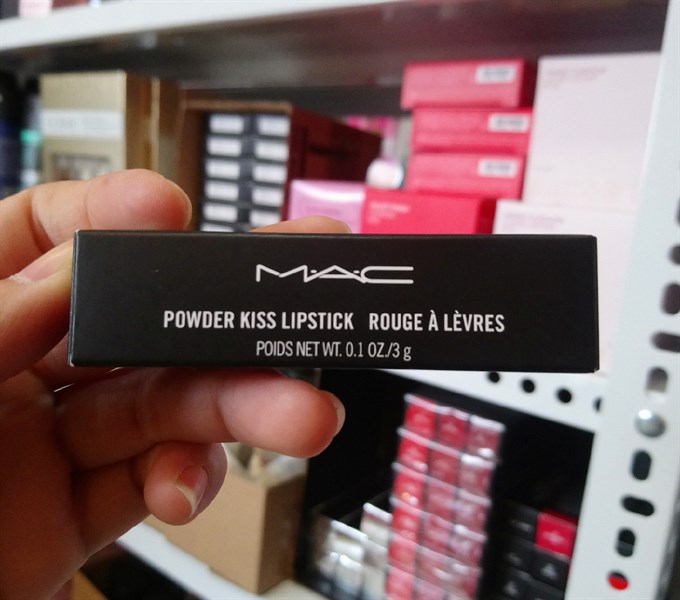 M·A·C
POWDER KISS LIPSTICK ROUGE À LÈVRES
POIDS NET WT. 0.1 OZ./3 g